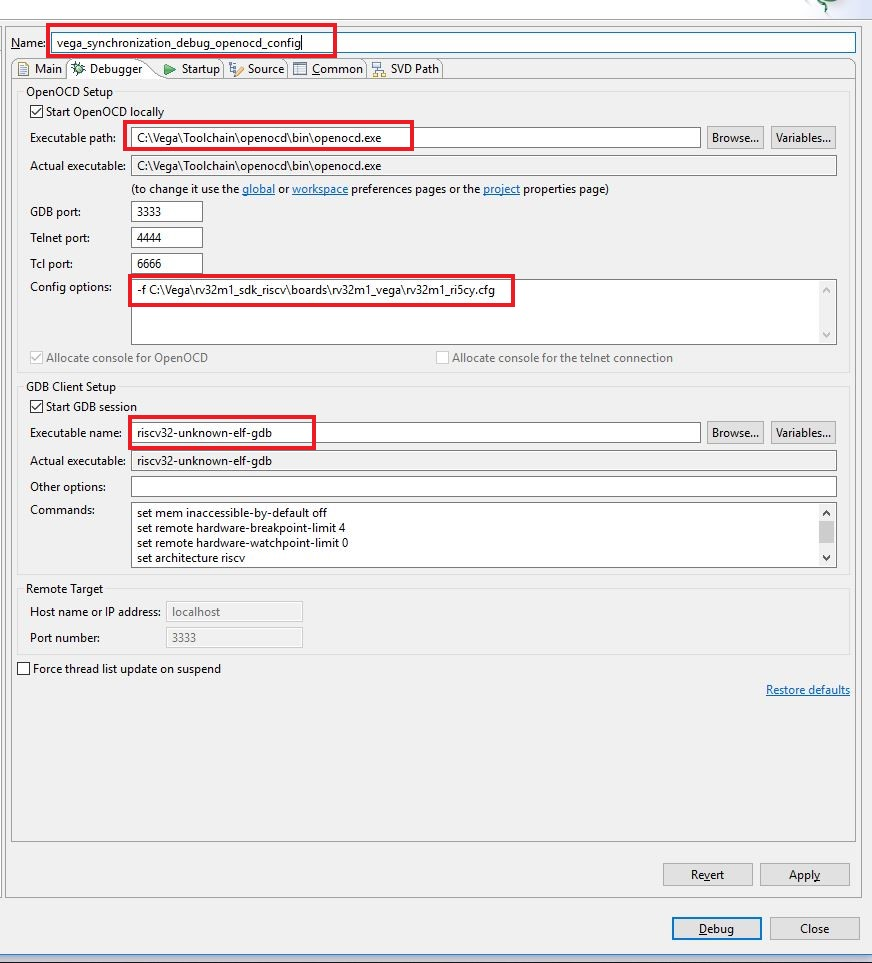 Name: vega_synchronization_debug_openocd_config
Main Debugger Startup Source Common SVD Path
OpenOCD Setup
Start OpenOCD locally
Executable path: C:\Vega\Toolchain\openocd\bin\openocd.exe Browse... Variables...
Actual executable: C:\Vega\Toolchain\openocd\bin\openocd.exe
(to change it use the global or workspace preferences pages or the project properties page)
GDB port: 3333
Telnet port: 4444
Tcl port: 6666
Config options: -f C:\Vega\rv32m1_sdk_riscv\boards\rv32m1_vega\rv32m1_ri5cy.cfg
Allocate console for OpenOCD Allocate console for the telnet connection
GDB Client Setup
Start GDB session
Executable name: riscv32-unknown-elf-gdb Browse... Variables...
Actual executable: riscv32-unknown-elf-gdb
Other options:
Commands: set mem inaccessible-by-default off
set remote hardware-breakpoint-limit 4
set remote hardware-watchpoint-limit 0
set architecture riscv
Remote Target
Host name or IP address: localhost
Port number: 3333
Force thread list update on suspend
Restore defaults
Revert Apply
Debug Close